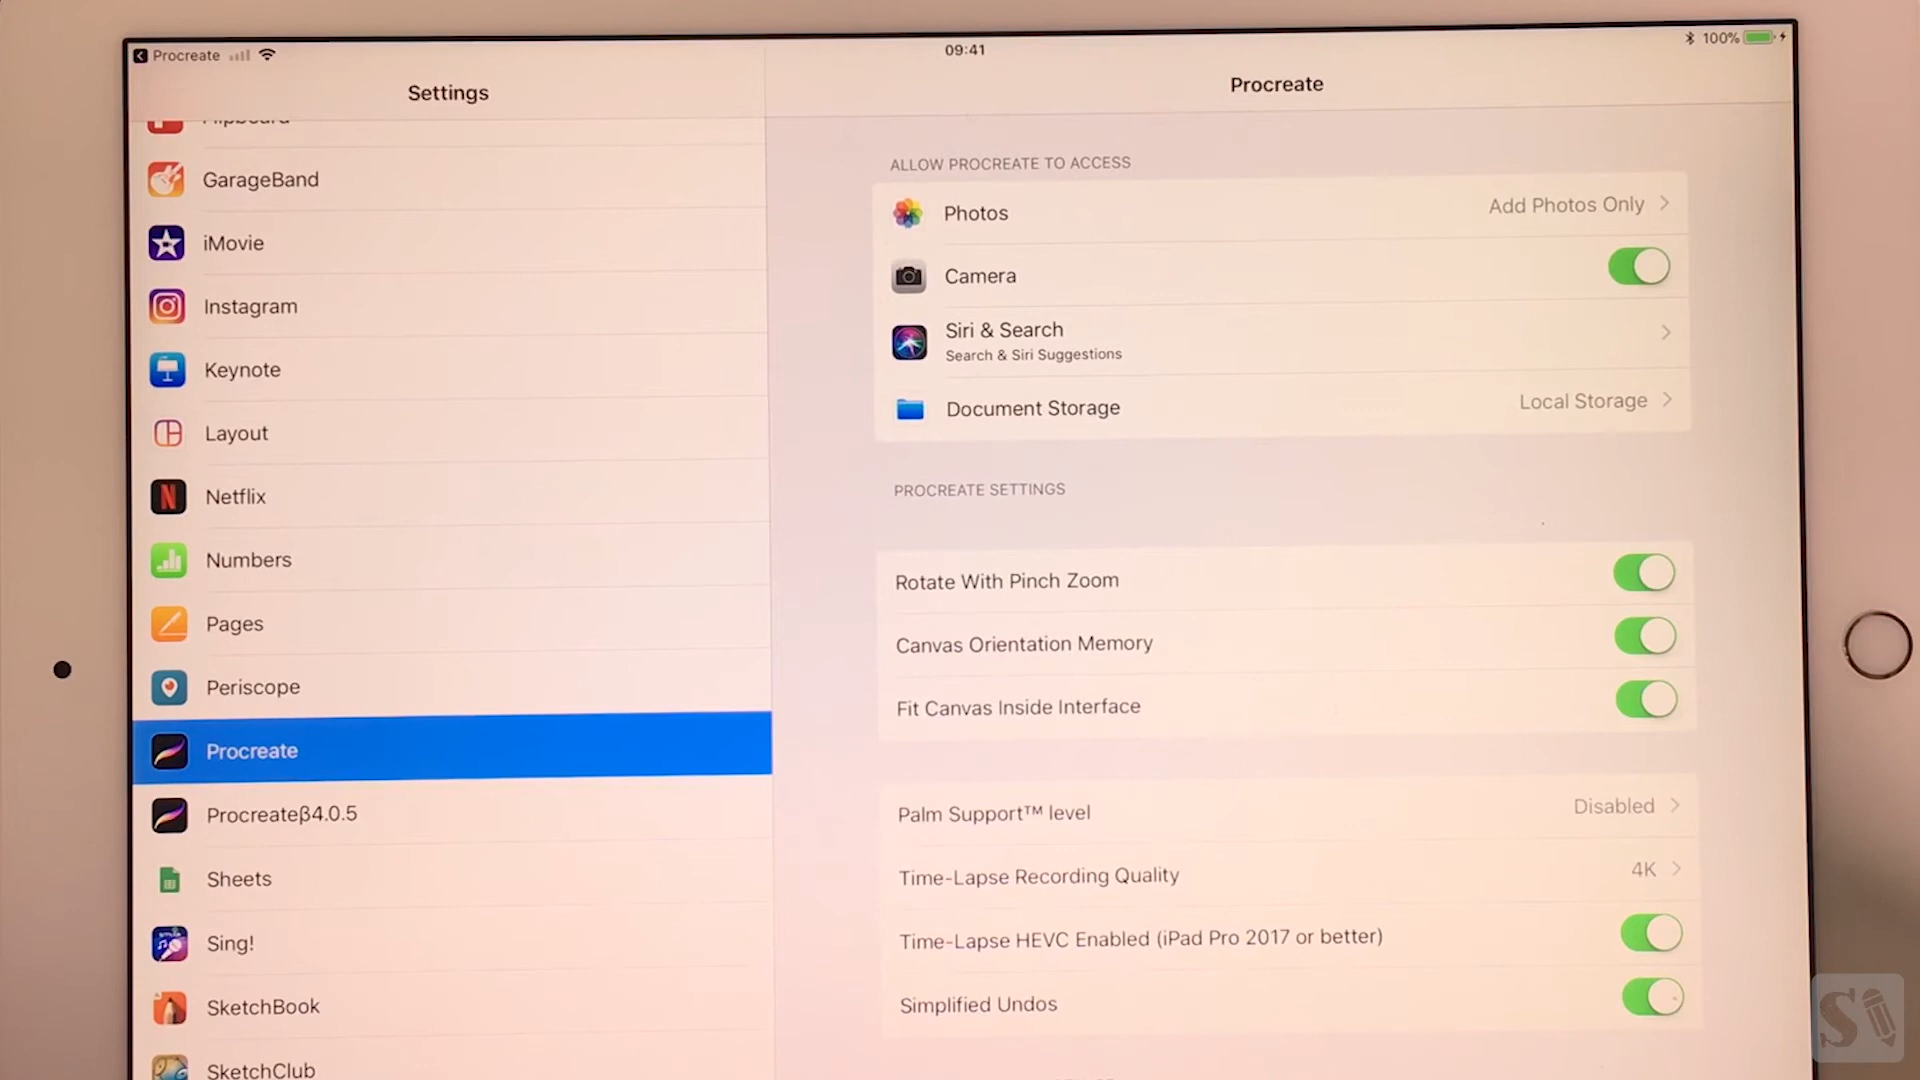 Procreate
09:41
100%
Settings
Procreate
Flipboard
GarageBand
iMovie
Instagram
Keynote
Layout
Netflix
Numbers
Pages
Periscope
Procreate
Procreateβ4.0.5
Sheets
Sing!
SketchBook
SketchClub
ALLOW PROCREATE TO ACCESS
Photos
Add Photos Only
Camera
Siri & Search
Search & Siri Suggestions
Document Storage
Local Storage
PROCREATE SETTINGS
Rotate With Pinch Zoom
Canvas Orientation Memory
Fit Canvas Inside Interface
Palm Support™ level
Disabled
Time-Lapse Recording Quality
4K
Time-Lapse HEVC Enabled (iPad Pro 2017 or better)
Simplified Undos
S